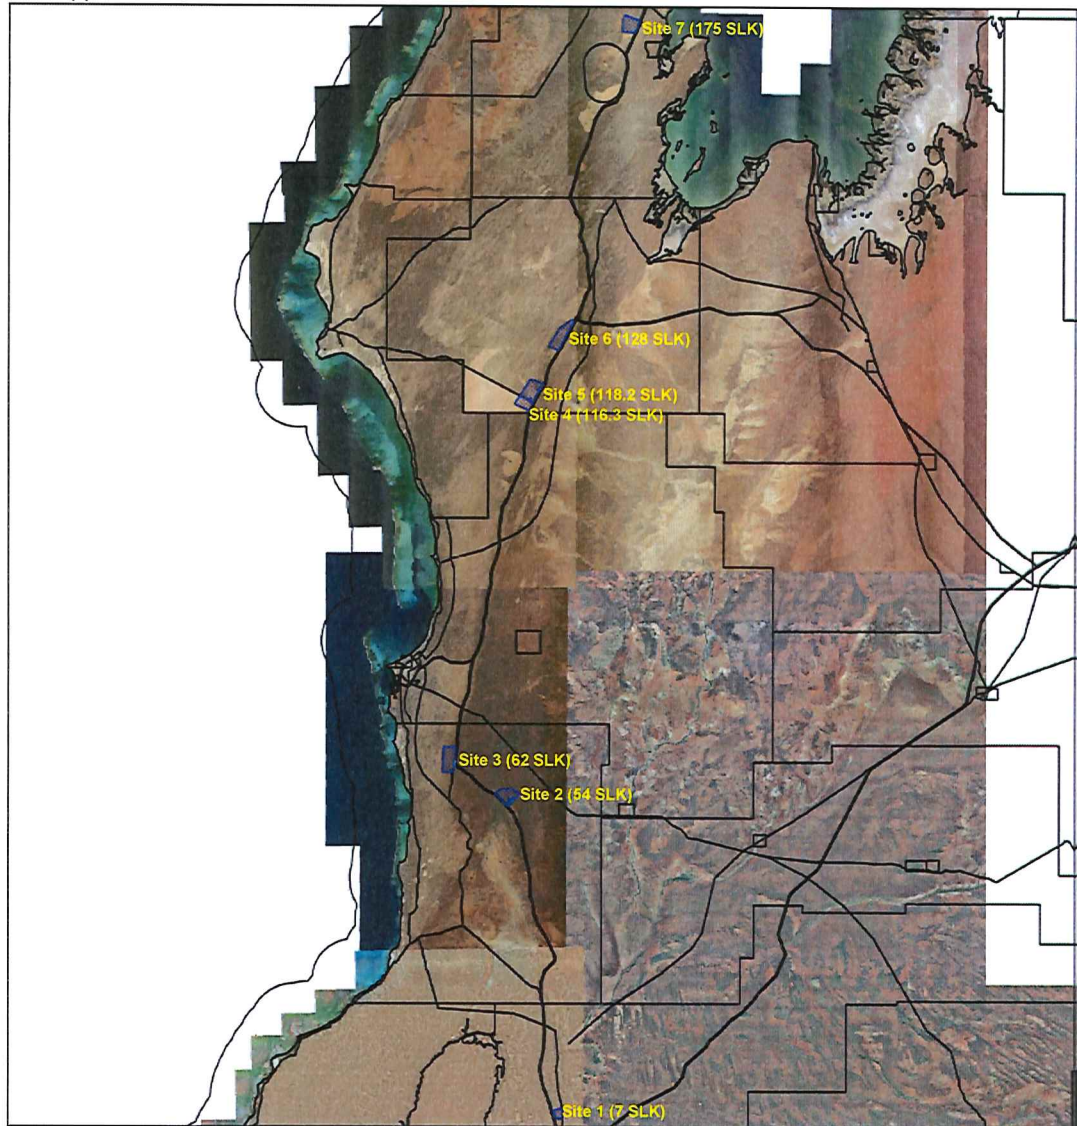 Site 7 (175 SLK)
Site 6 (128 SLK)
Site 5 (118.2 SLK)
Site 4 (116.3 SLK)
Site 3 (62 SLK)
Site 2 (54 SLK)
Site 1 (7 SLK)